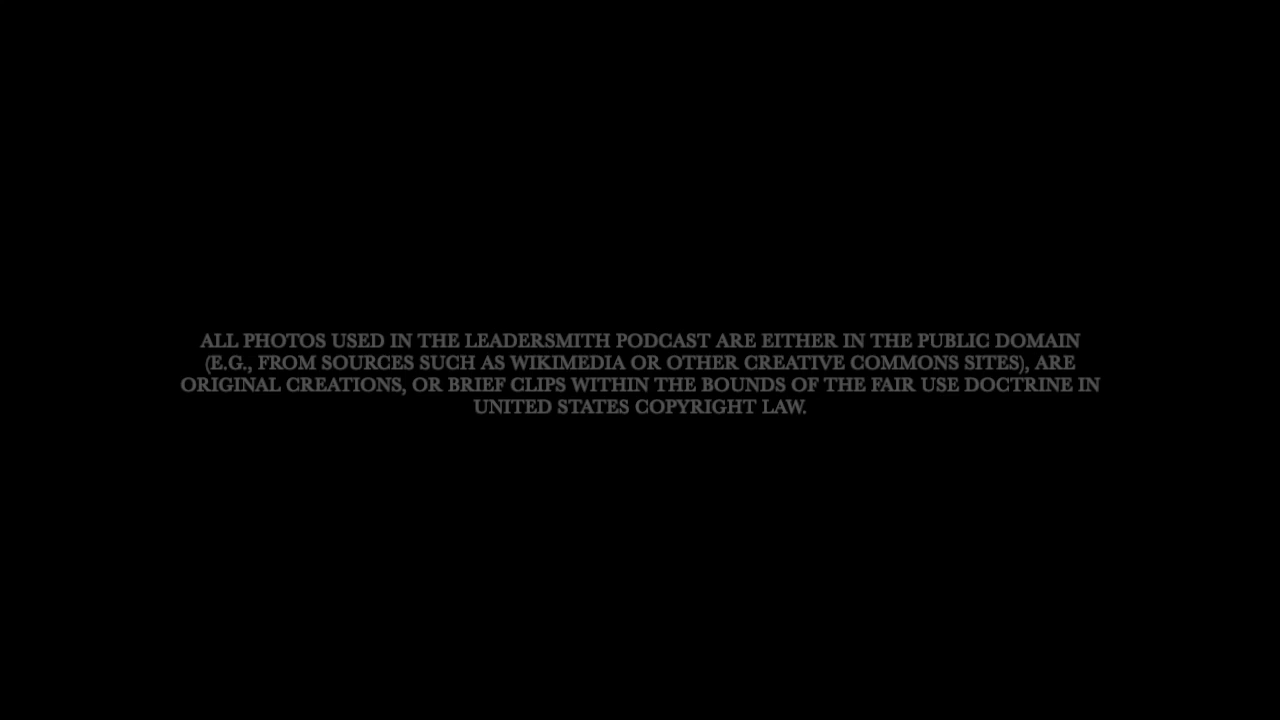 ALL PHOTOS USED IN THE LEADERSMITH PODCAST ARE EITHER IN THE PUBLIC DOMAIN
(E.G., FROM SOURCES SUCH AS WIKIMEDIA OR OTHER CREATIVE COMMONS SITES), ARE
ORIGINAL CREATIONS, OR BRIEF CLIPS WITHIN THE BOUNDS OF THE FAIR USE DOCTRINE IN
UNITED STATES COPYRIGHT LAW.